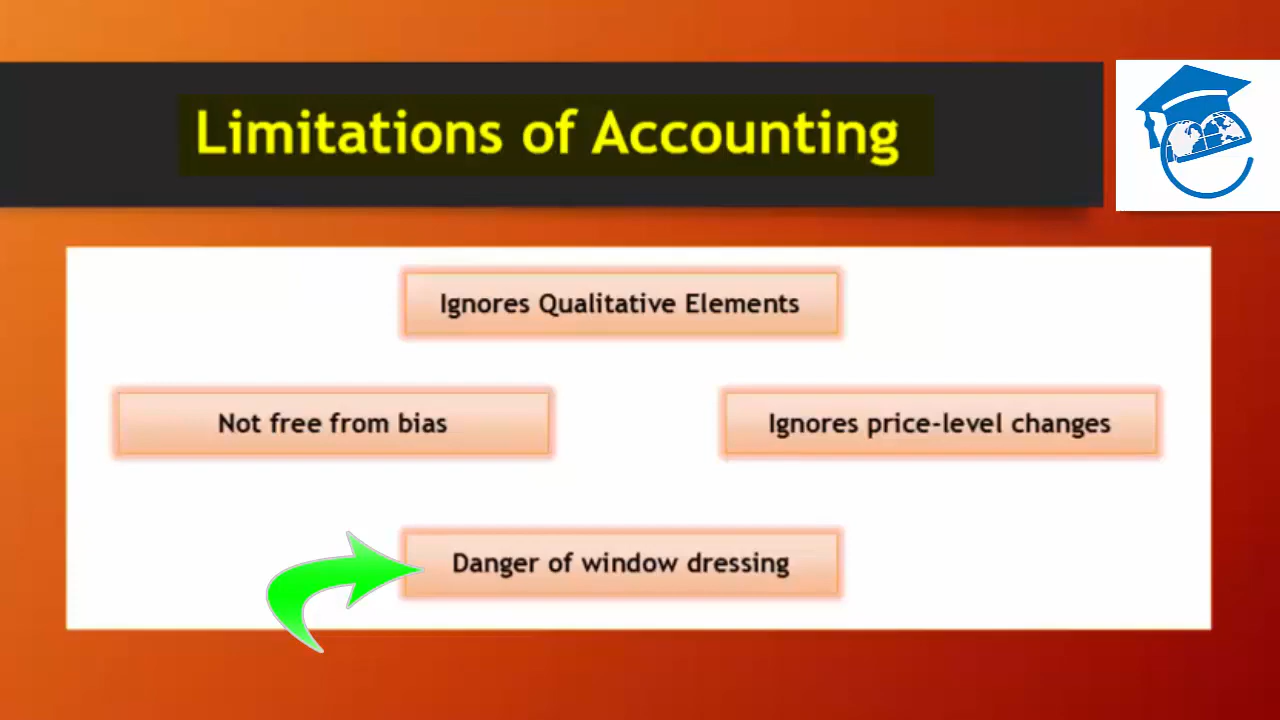 Limitations of Accounting
Ignores Qualitative Elements
Not free from bias
Ignores price-level changes
Danger of window dressing